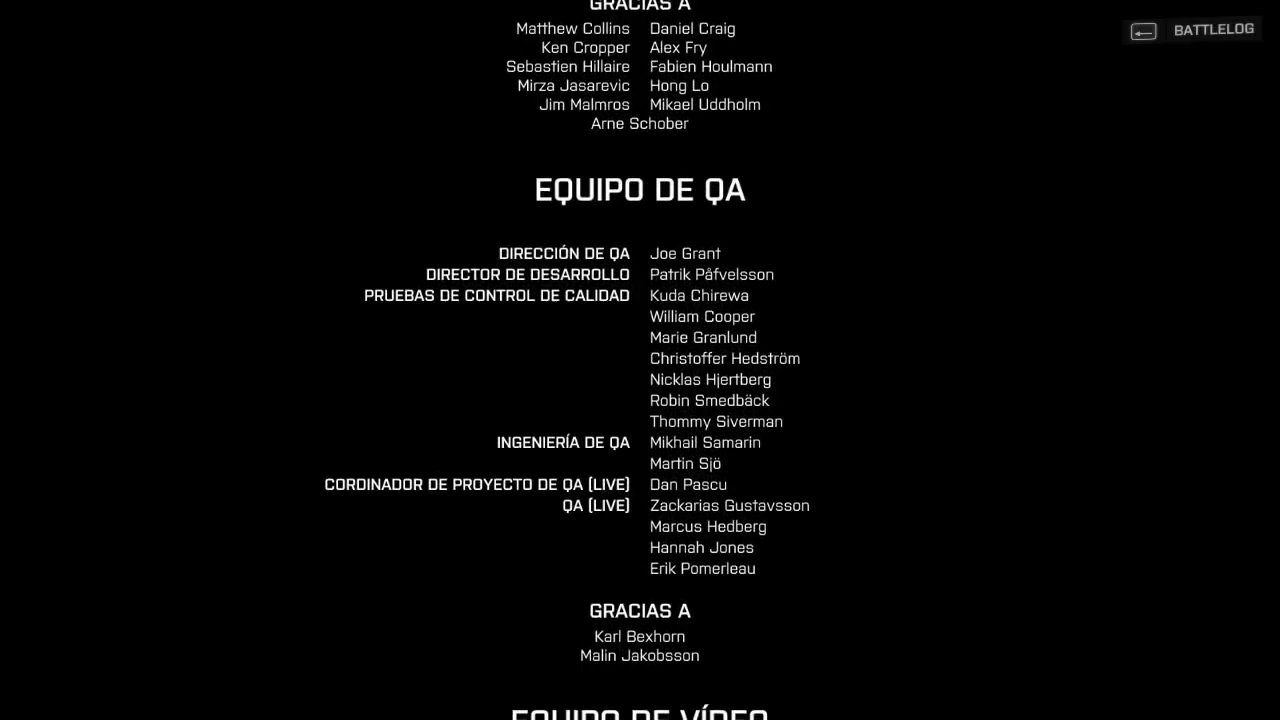 GRACIAS A
BATTLELOG
Matthew Collins Daniel Craig
Ken Cropper Alex Fry
Sebastien Hillaire Fabien Houlmann
Mirza Jasarevic Hong Lo
Jim Malmros Mikael Uddholm
Arne Schober
EQUIPO DE QA
DIRECCIÓN DE QA Joe Grant
DIRECTOR DE DESARROLLO Patrik Påfvelsson
PRUEBAS DE CONTROL DE CALIDAD Kuda Chirewa
William Cooper
Marie Granlund
Christoffer Hedström
Nicklas Hjertberg
Robin Smedbäck
Thommy Siverman
INGENIERÍA DE QA Mikhail Samarin
Martin Sjö
CORDINADOR DE PROYECTO DE QA (LIVE) Dan Pascu
QA (LIVE) Zackarias Gustavsson
Marcus Hedberg
Hannah Jones
Erik Pomerleau
GRACIAS A
Karl Bexhorn
Malin Jakobsson
EQUIPO DE VÍDEO